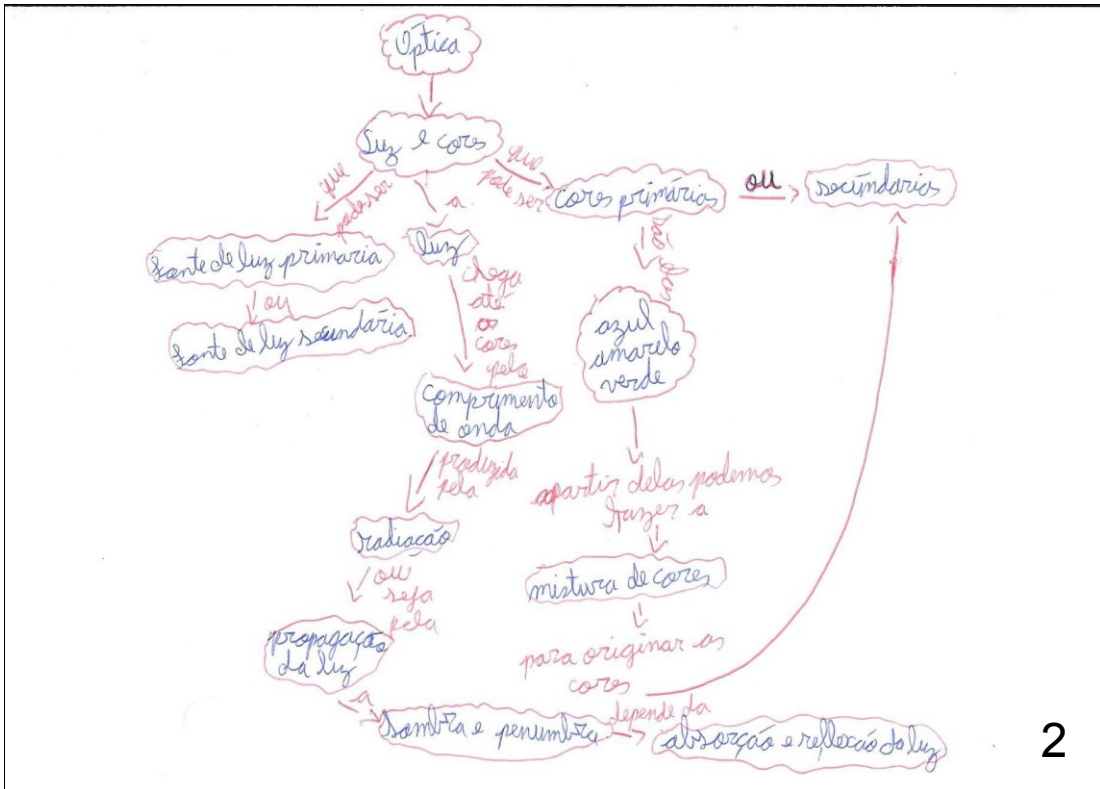 Óptica
Luz e cores
que
pode ser
a
que
pode ser
cores primárias
ou
secúndarias
Fonte de luz primaria
ou
Fonte de luz secundária
luz
chega
até
as
cores
pela
comprimento
de onda
produzida
pela
radiacão
ou
seja
pela
propagação
da luz
a
Sombra e penumbra
depende da
absorção e reflexão da luz
são elas
azul
amarelo
verde
apartir delas podemos
fazer a
mistura de cores
para originar as
cores
2